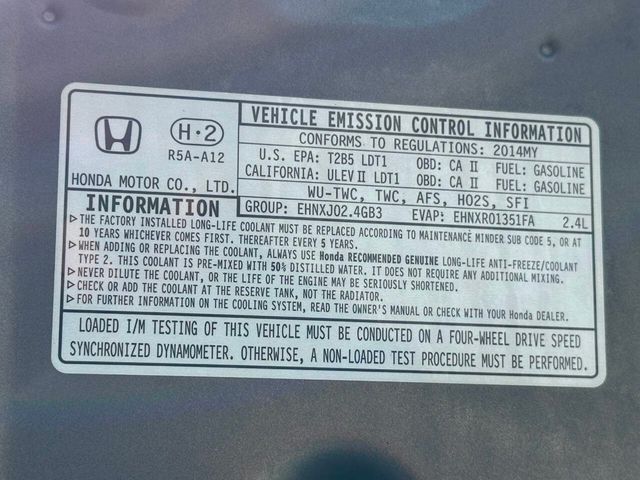 H·2
R5A-A12
HONDA MOTOR CO., LTD.
VEHICLE EMISSION CONTROL INFORMATION
CONFORMS TO REGULATIONS: 2014MY
U.S. EPA: T2B5 LDT1 OBD: CA II FUEL: GASOLINE
CALIFORNIA: ULEV II LDT1 OBD: CA II FUEL: GASOLINE
WU-TWC, TWC, AFS, HO2S, SFI
GROUP: EHNXJ02.4GB3 EVAP: EHNXR01351FA 2.4L
INFORMATION
▷THE FACTORY INSTALLED LONG-LIFE COOLANT MUST BE REPLACED ACCORDING TO MAINTENANCE MINDER SUB CODE 5, OR AT
10 YEARS WHICHEVER COMES FIRST. THEREAFTER EVERY 5 YEARS.
▷WHEN ADDING OR REPLACING THE COOLANT, ALWAYS USE Honda RECOMMENDED GENUINE LONG-LIFE ANTI-FREEZE/COOLANT
TYPE 2. THIS COOLANT IS PRE-MIXED WITH 50% DISTILLED WATER. IT DOES NOT REQUIRE ANY ADDITIONAL MIXING.
▷NEVER DILUTE THE COOLANT, OR THE LIFE OF THE ENGINE MAY BE SERIOUSLY SHORTENED.
▷CHECK OR ADD THE COOLANT AT THE RESERVE TANK, NOT THE RADIATOR.
▷FOR FURTHER INFORMATION ON THE COOLING SYSTEM, READ THE OWNER'S MANUAL OR CHECK WITH YOUR Honda DEALER.
LOADED I/M TESTING OF THIS VEHICLE MUST BE CONDUCTED ON A FOUR-WHEEL DRIVE SPEED
SYNCHRONIZED DYNAMOMETER. OTHERWISE, A NON-LOADED TEST PROCEDURE MUST BE PERFORMED.